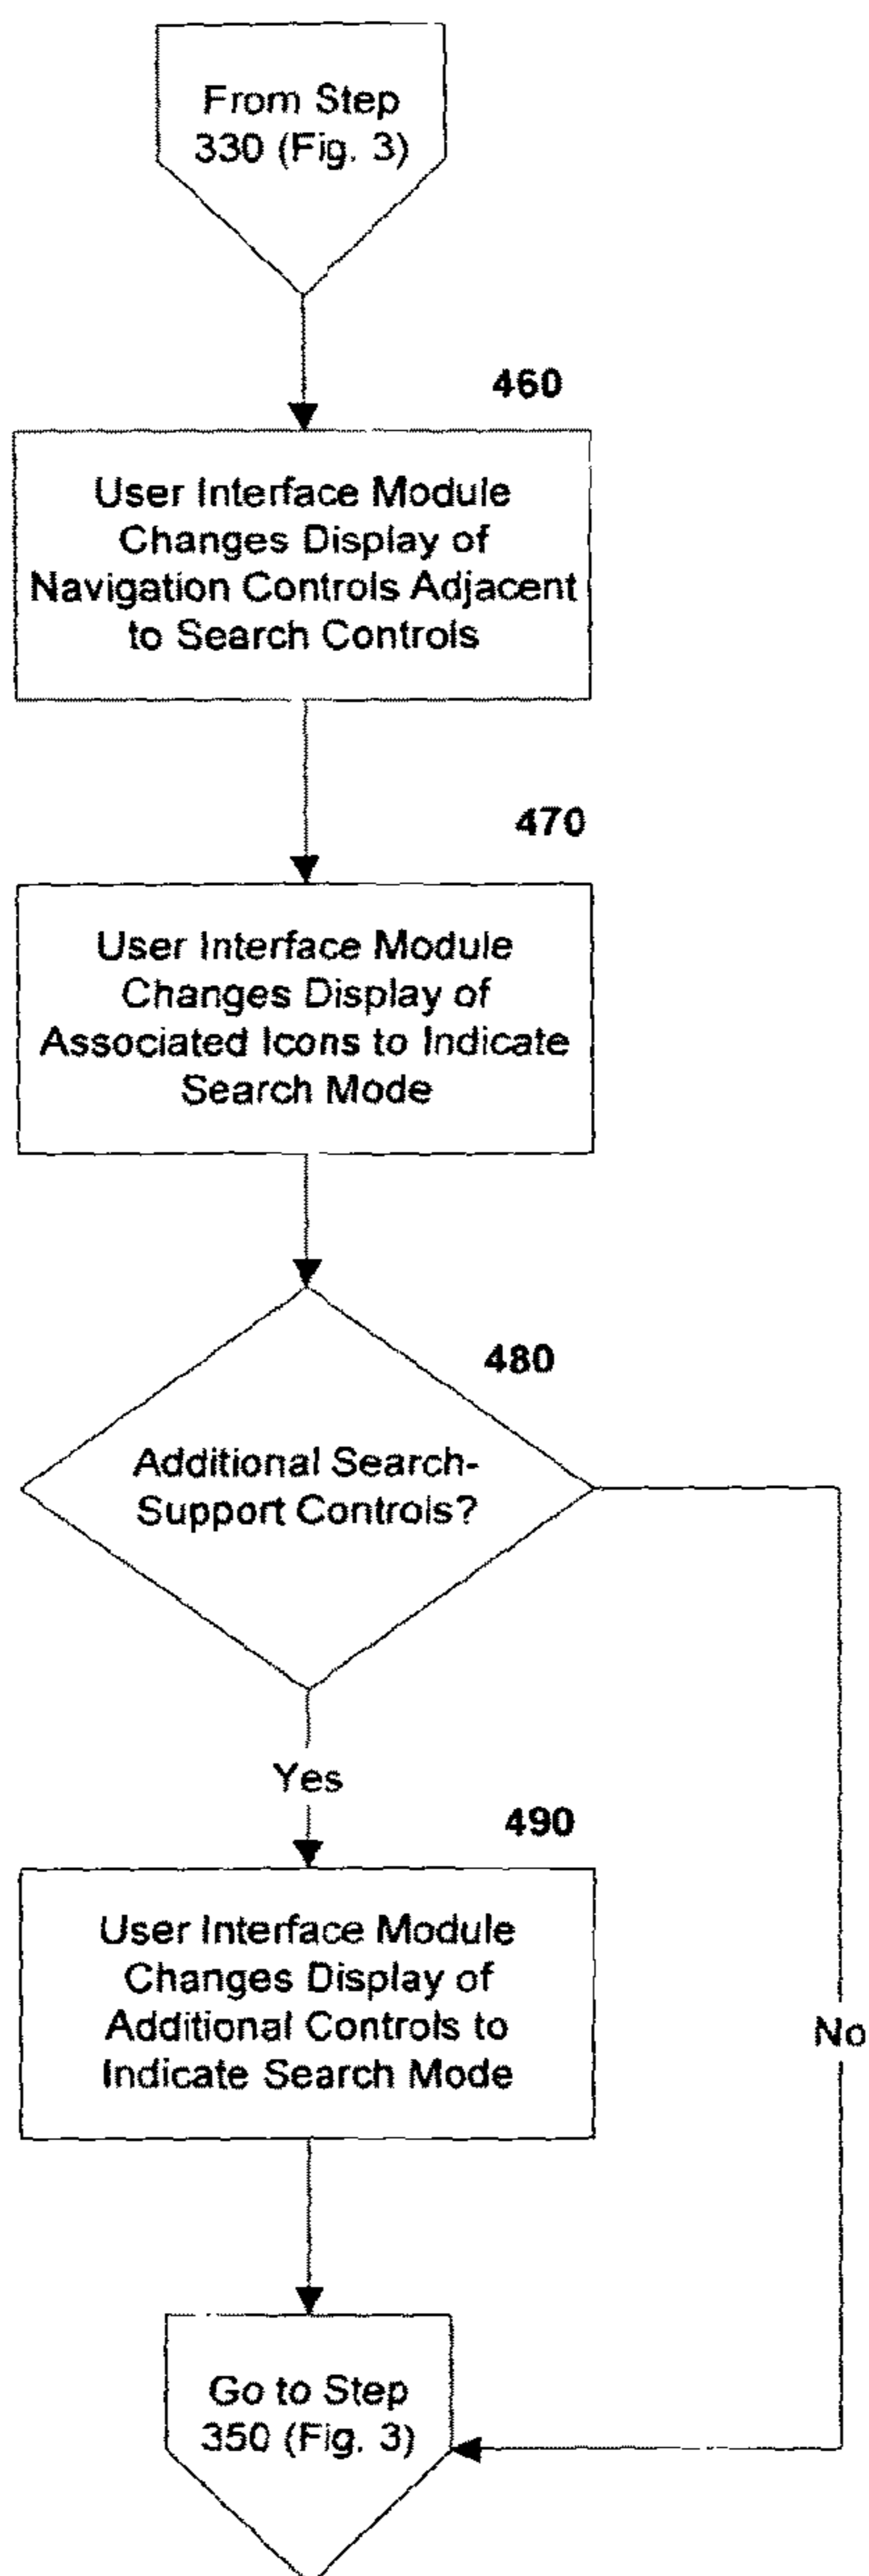 From Step
330 (Fig. 3)
460
User Interface Module
Changes Display of
Navigation Controls Adjacent
to Search Controls
470
User Interface Module
Changes Display of
Associated Icons to Indicate
Search Mode
480
Additional Search-
Support Controls?
Yes
490
User Interface Module
Changes Display of
Additional Controls to
Indicate Search Mode
No
Go to Step
350 (Fig. 3)